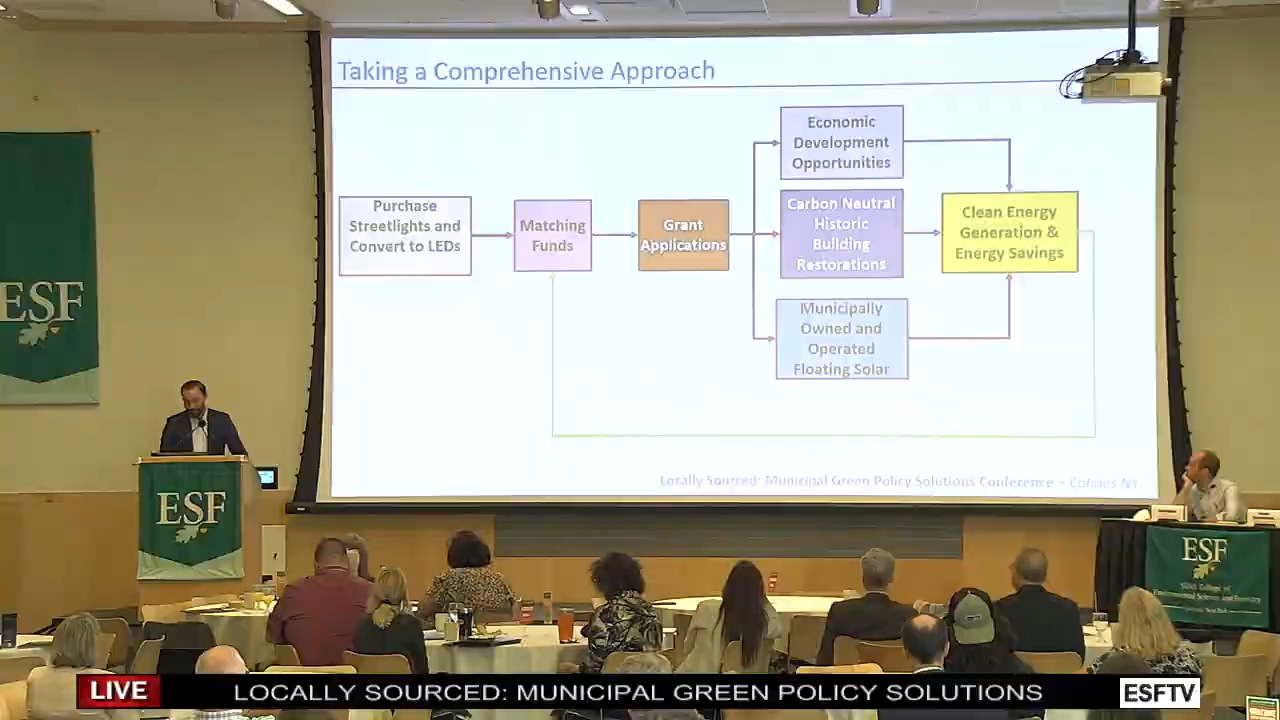 Taking a Comprehensive Approach
Economic
Development
Opportunities
Purchase
Streetlights and
Convert to LEDs
Matching
Funds
Grant
Applications
Carbon Neutral
Historic
Building
Restorations
Clean Energy
Generation &
Energy Savings
Municipally
Owned and
Operated
Floating Solar
Locally Sourced: Municipal Green Policy Solutions Conference - Cohoes NY
ESF
ESF
ESF
LIVE
LOCALLY SOURCED: MUNICIPAL GREEN POLICY SOLUTIONS
ESFTV